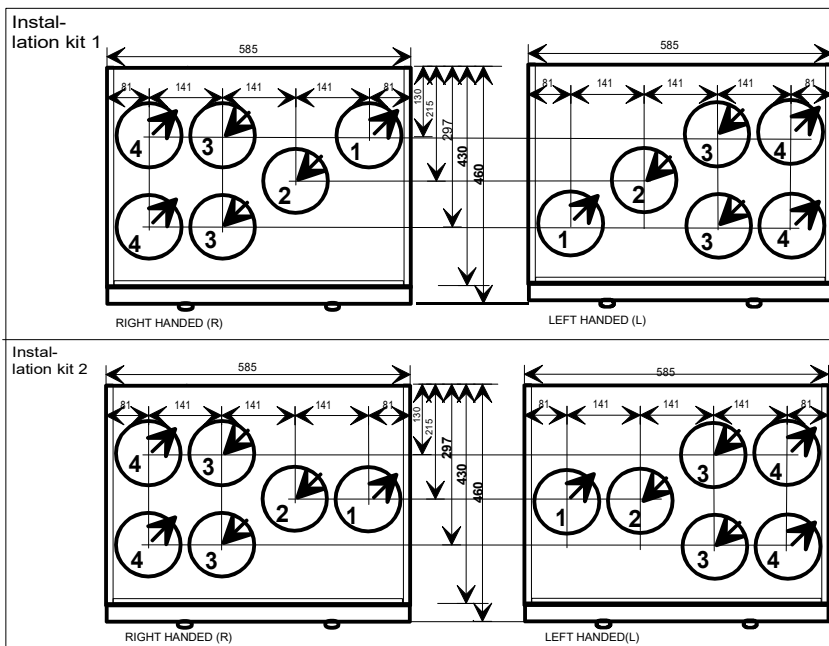 Instal-
lation kit 1
585
585
81 141 141 141 81
81 141 141 141 81
130
215
297
430
460
4 3 1
3 4
2
2
4 3
1 3 4
RIGHT HANDED (R)
LEFT HANDED (L)
Instal-
lation kit 2
585
585
81 141 141 141 81
81 141 141 141 81
130
215
297
430
460
4 3
3 4
2 1
1 2
4 3
3 4
RIGHT HANDED (R)
LEFT HANDED(L)